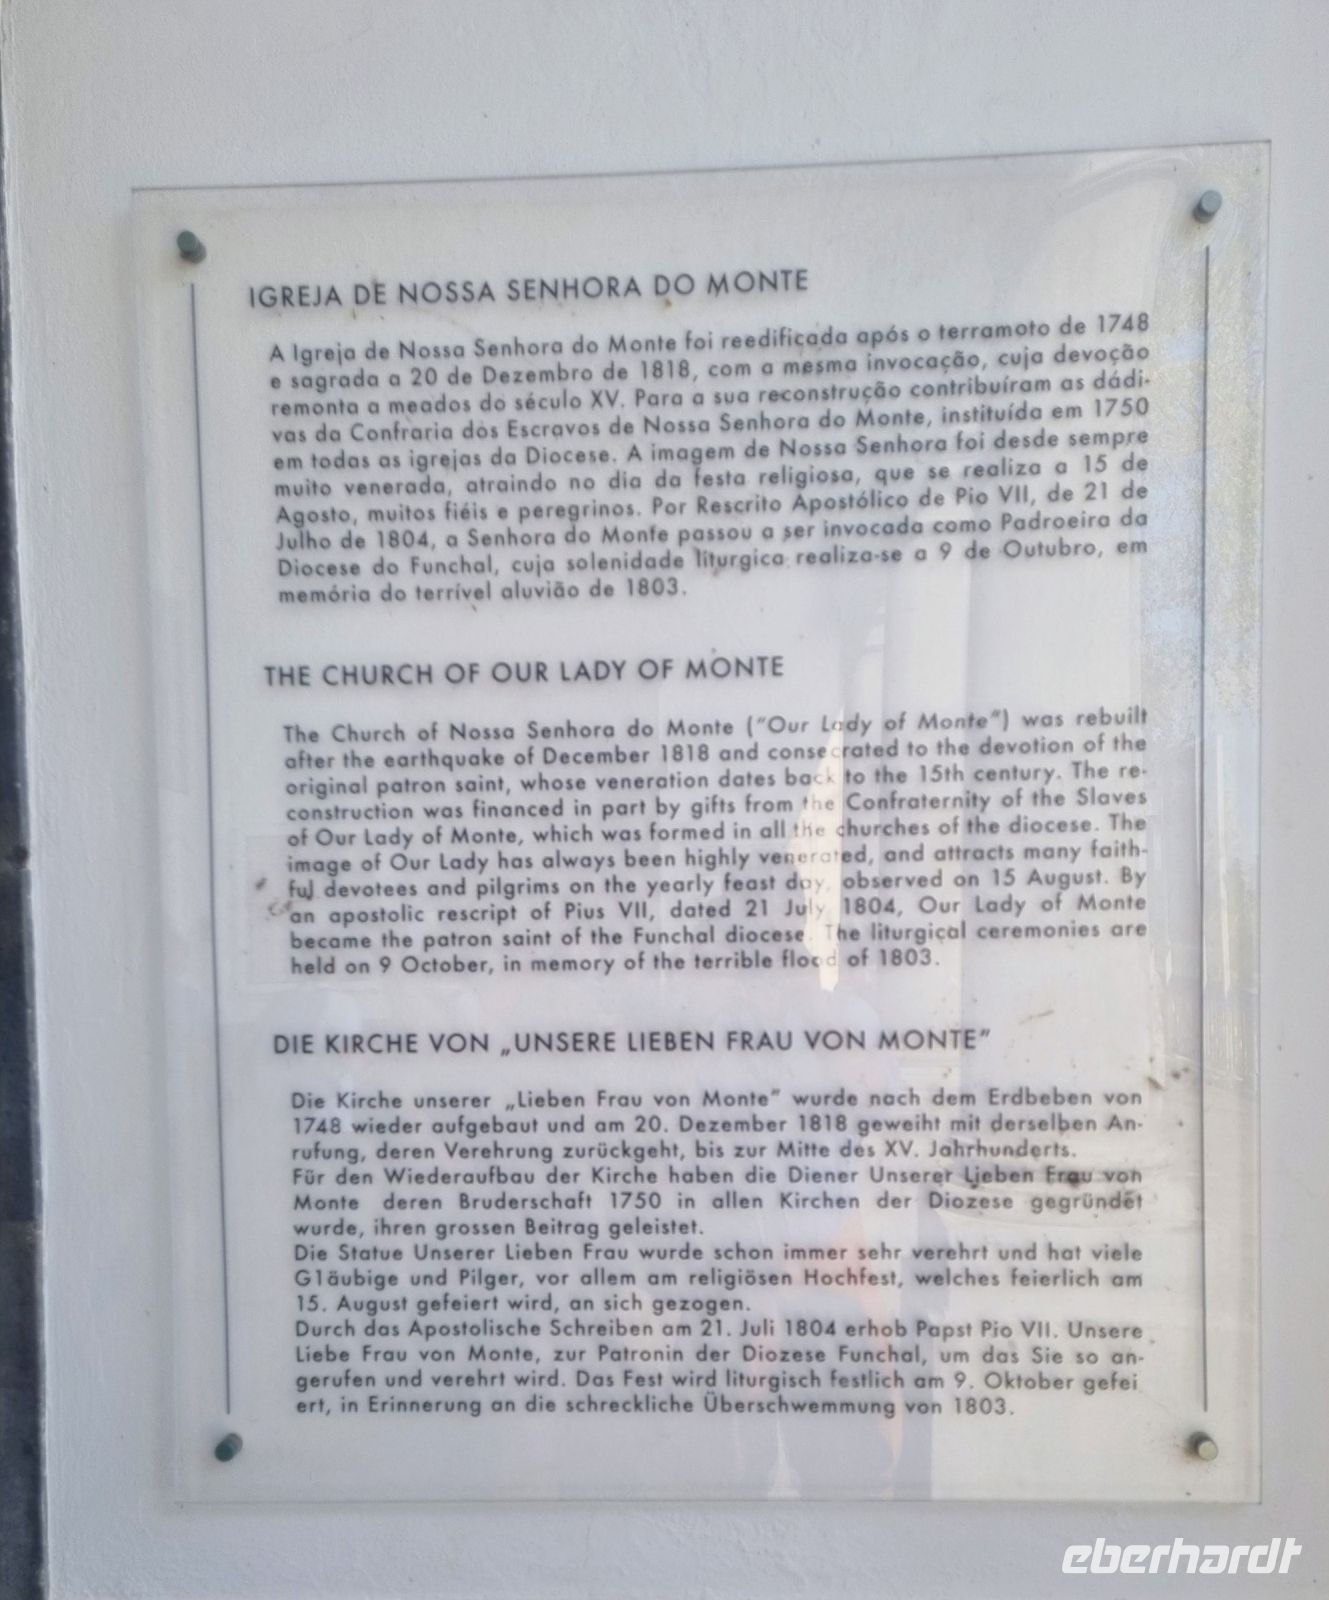 IGREJA DE NOSSA SENHORA DO MONTE
A Igreja de Nossa Senhora do Monte foi reedificada após o terramoto de 1748
e sagrada a 20 de Dezembro de 1818, com a mesma invocação, cuja devoção
remonta a meados do século XV. Para a sua reconstrução contribuíram as dádi-
vas da Confraria dos Escravos de Nossa Senhora do Monte, instituída em 1750
em todas as igrejas da Diocese. A imagem de Nossa Senhora foi desde sempre
muito venerada, atraindo no dia da festa religiosa, que se realiza a 15 de
Agosto, muitos fiéis e peregrinos. Por Rescrito Apostólico de Pio VII, de 21 de
Julho de 1804, a Senhora do Monte passou a ser invocada como Padroeira da
Diocese do Funchal, cuja solenidade liturgica realiza-se a 9 de Outubro, em
memória do terrível aluvião de 1803.
THE CHURCH OF OUR LADY OF MONTE
The Church of Nossa Senhora do Monte ("Our Lady of Monte") was rebuilt
after the earthquake of December 1818 and consecrated to the devotion of the
original patron saint, whose veneration dates back to the 15th century. The re-
construction was financed in part by gifts from the Confraternity of the Slaves
of Our Lady of Monte, which was formed in all the churches of the diocese. The
image of Our Lady has always been highly venerated, and attracts many faith-
ful devotees and pilgrims on the yearly feast day, observed on 15 August. By
an apostolic rescript of Pius VII, dated 21 July 1804, Our Lady of Monte
became the patron saint of the Funchal diocese. The liturgical ceremonies are
held on 9 October, in memory of the terrible flood of 1803.
DIE KIRCHE VON „UNSERE LIEBEN FRAU VON MONTE"
Die Kirche unserer „Lieben Frau von Monte" wurde nach dem Erdbeben von
1748 wieder aufgebaut und am 20. Dezember 1818 geweiht mit derselben An-
rufung, deren Verehrung zurückgeht, bis zur Mitte des XV. Jahrhunderts.
Für den Wiederaufbau der Kirche haben die Diener Unserer Lieben Frau von
Monte deren Bruderschaft 1750 in allen Kirchen der Diozese gegründet
wurde, ihren grossen Beitrag geleistet.
Die Statue Unserer Lieben Frau wurde schon immer sehr verehrt und hat viele
G1äubige und Pilger, vor allem am religiösen Hochfest, welches feierlich am
15. August gefeiert wird, an sich gezogen.
Durch das Apostolische Schreiben am 21. Juli 1804 erhob Papst Pio VII. Unsere
Liebe Frau von Monte, zur Patronin der Diozese Funchal, um das Sie so an-
gerufen und verehrt wird. Das Fest wird liturgisch festlich am 9. Oktober gefei
ert, in Erinnerung an die schreckliche Überschwemmung von 1803.
eberhardt